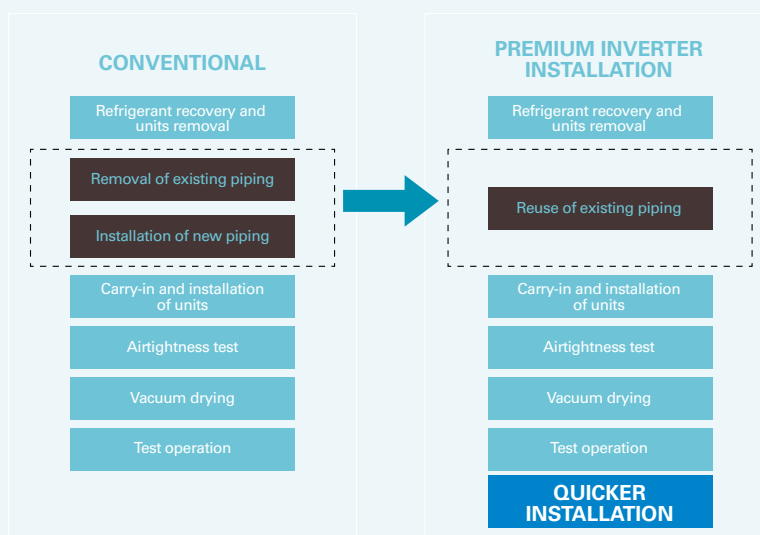 CONVENTIONAL
Refrigerant recovery and
units removal
Removal of existing piping
Installation of new piping
Carry-in and installation
of units
Airtightness test
Vacuum drying
Test operation
PREMIUM INVERTER
INSTALLATION
Refrigerant recovery and
units removal
Reuse of existing piping
Carry-in and installation
of units
Airtightness test
Vacuum drying
Test operation
QUICKER
INSTALLATION